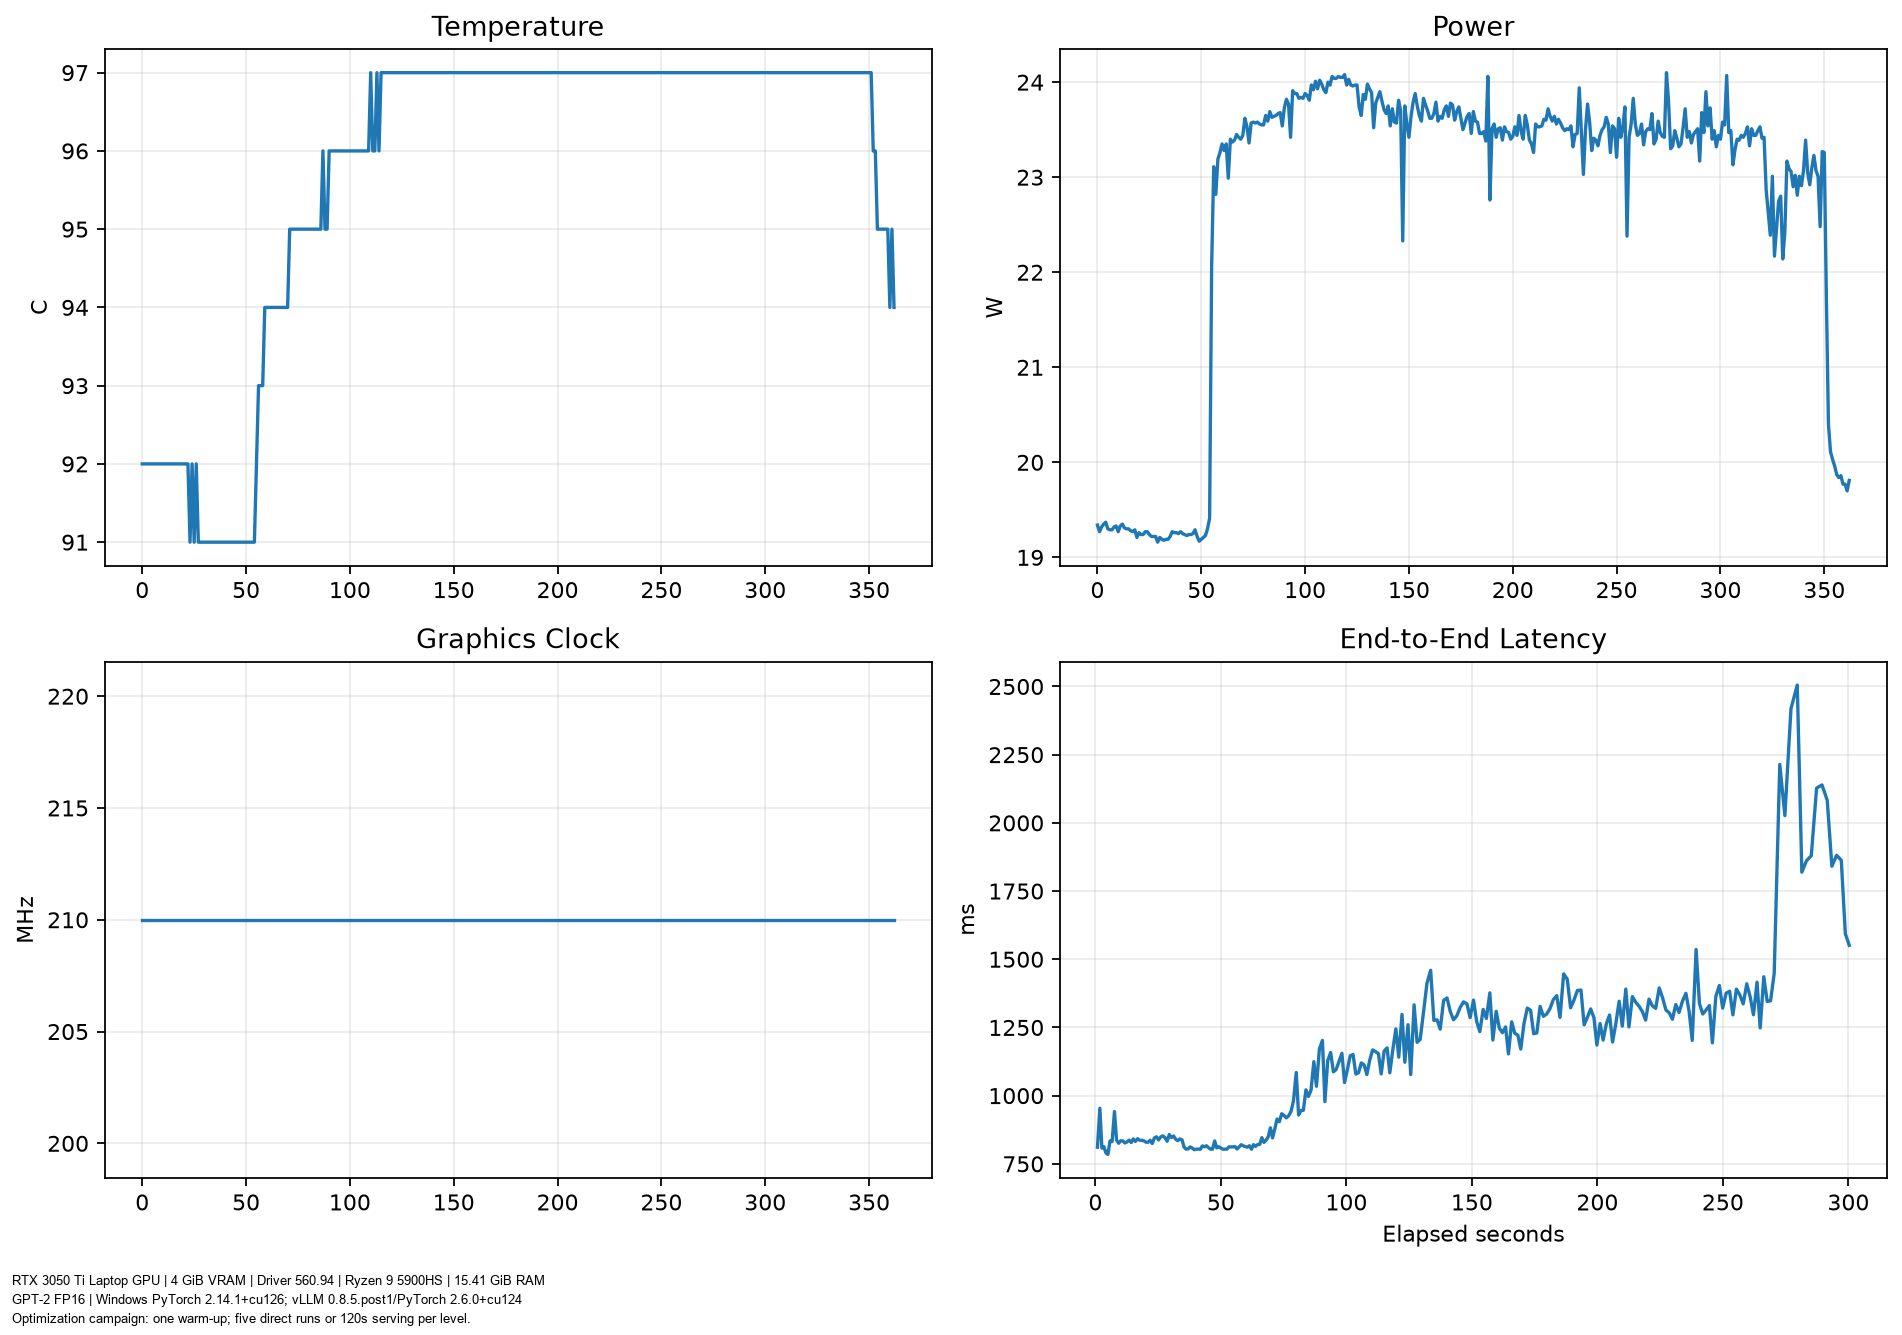 Temperature
C
97
96
95
94
93
92
91
0 50 100 150 200 250 300 350
Power
W
24
23
22
21
20
19
0 50 100 150 200 250 300 350
Graphics Clock
MHz
220
215
210
205
200
0 50 100 150 200 250 300 350
End-to-End Latency
ms
2500
2250
2000
1750
1500
1250
1000
750
0 50 100 150 200 250 300
Elapsed seconds
RTX 3050 Ti Laptop GPU | 4 GiB VRAM | Driver 560.94 | Ryzen 9 5900HS | 15.41 GiB RAM
GPT-2 FP16 | Windows PyTorch 2.14.1+cu126; vLLM 0.8.5.post1/PyTorch 2.6.0+cu124
Optimization campaign: one warm-up; five direct runs or 120s serving per level.